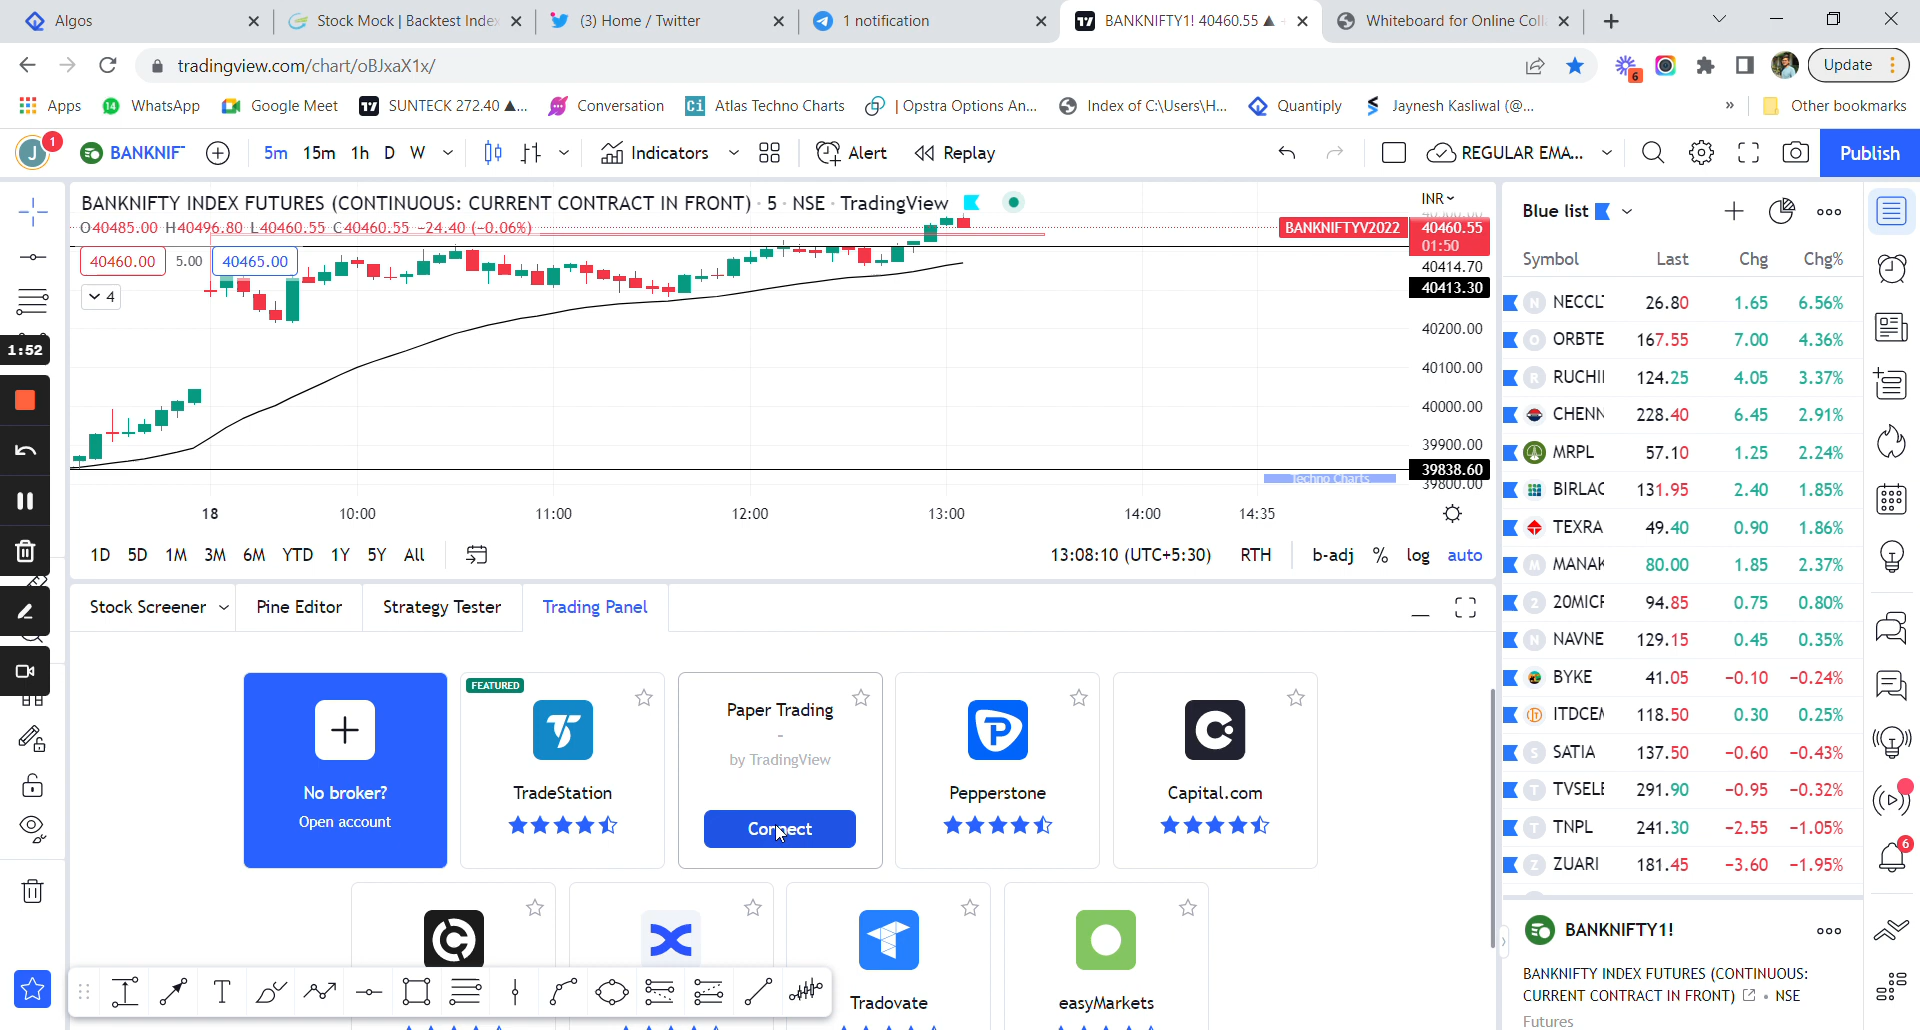 Algos
Stock Mock | Backtest Index
(3) Home / Twitter
1 notification
BANKNIFTY1! 40460.55 ▲
Whiteboard for Online Coll
tradingview.com/chart/oBJxaX1x/
6
Update
Apps
14
WhatsApp
Google Meet
SUNTECK 272.40 ▲...
Conversation
Ci
Atlas Techno Charts
| Opstra Options An...
Index of C:\Users\H...
Quantiply
Jaynesh Kasliwal (@...
»
Other bookmarks
J
1
BANKNIF
5m 15m 1h D W
Indicators
Alert
Replay
REGULAR EMA...
Publish
BANKNIFTY INDEX FUTURES (CONTINUOUS: CURRENT CONTRACT IN FRONT) · 5 · NSE · TradingView
O40485.00 H40496.80 L40460.55 C40460.55 −24.40 (−0.06%)
40460.00 5.00 40465.00
4
INR
BANKNIFTYV2022
40460.55
01:50
40414.70
40413.30
40200.00
40100.00
40000.00
39900.00
39838.60
39800.00
Techno Charts
18 10:00 11:00 12:00 13:00 14:00 14:35
1D 5D 1M 3M 6M YTD 1Y 5Y All
13:08:10 (UTC+5:30) RTH b-adj % log auto
1:52
Stock Screener
Pine Editor
Strategy Tester
Trading Panel
No broker?
Open account
FEATURED
TradeStation
Paper Trading
-
by TradingView
Connect
Pepperstone
Capital.com
Tradovate
easyMarkets
T
Blue list
Symbol Last Chg Chg%
N NECCL 26.80 1.65 6.56%
O ORBTE 167.55 7.00 4.36%
R RUCHI 124.25 4.05 3.37%
CHENN 228.40 6.45 2.91%
MRPL 57.10 1.25 2.24%
BIRLAC 131.95 2.40 1.85%
TEXRA 49.40 0.90 1.86%
M MANAK 80.00 1.85 2.37%
2 20MICR 94.85 0.75 0.80%
N NAVNE 129.15 0.45 0.35%
BYKE 41.05 −0.10 −0.24%
ITDCEM 118.50 0.30 0.25%
S SATIA 137.50 −0.60 −0.43%
T TVSELE 291.90 −0.95 −0.32%
T TNPL 241.30 −2.55 −1.05%
Z ZUARI 181.45 −3.60 −1.95%
6
BANKNIFTY1!
BANKNIFTY INDEX FUTURES (CONTINUOUS:
CURRENT CONTRACT IN FRONT) • NSE
Futures